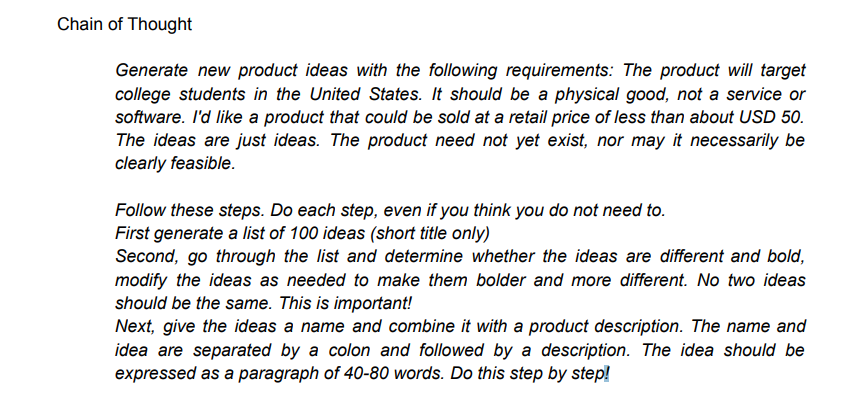 Chain of Thought
Generate new product ideas with the following requirements: The product will target
college students in the United States. It should be a physical good, not a service or
software. I'd like a product that could be sold at a retail price of less than about USD 50.
The ideas are just ideas. The product need not yet exist, nor may it necessarily be
clearly feasible.
Follow these steps. Do each step, even if you think you do not need to.
First generate a list of 100 ideas (short title only)
Second, go through the list and determine whether the ideas are different and bold,
modify the ideas as needed to make them bolder and more different. No two ideas
should be the same. This is important!
Next, give the ideas a name and combine it with a product description. The name and
idea are separated by a colon and followed by a description. The idea should be
expressed as a paragraph of 40-80 words. Do this step by step!